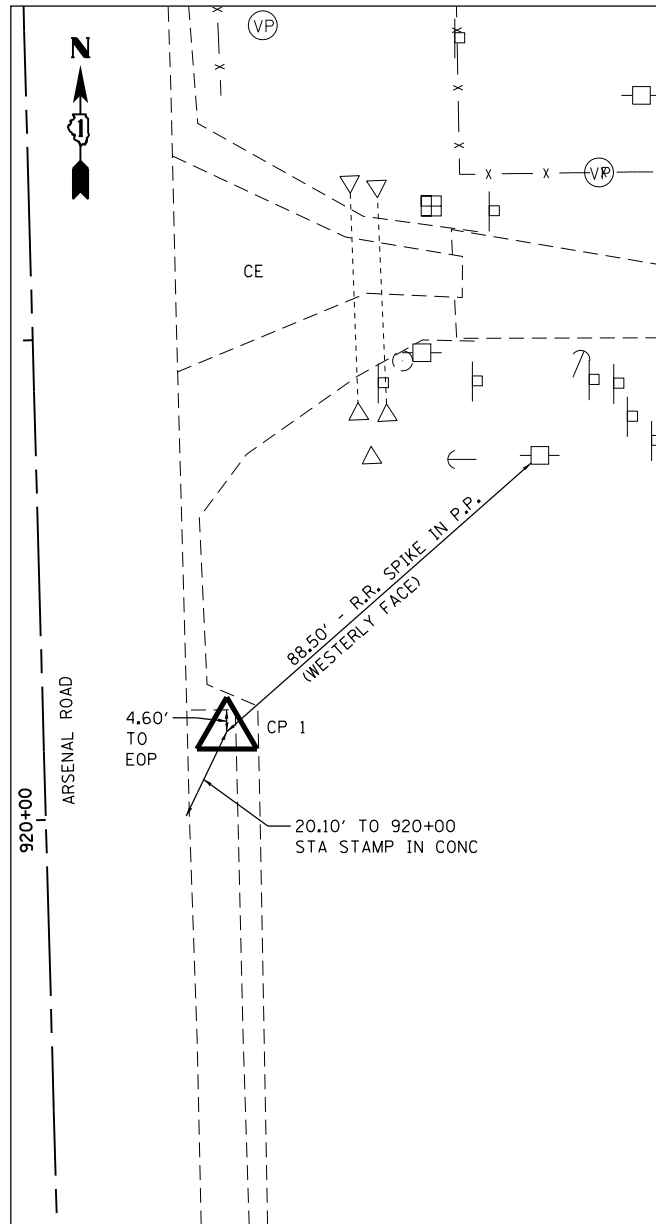 VP
N
1
VP
CE
88.50' - R.R. SPIKE IN P.P.
(WESTERLY FACE)
4.60'
TO
EOP
CP 1
ARSENAL ROAD
920+00
20.10' TO 920+00
STA STAMP IN CONC